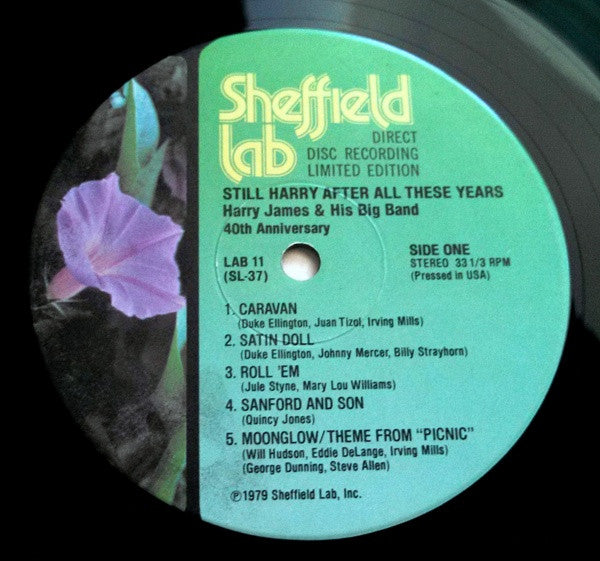 Sheffield
Lab
DIRECT
DISC RECORDING
LIMITED EDITION
STILL HARRY AFTER ALL THESE YEARS
Harry James & His Big Band
40th Anniversary
LAB 11
(SL-37)
SIDE ONE
STEREO 33 1/3 RPM
(Pressed in USA)
1. CARAVAN
(Duke Ellington, Juan Tizol, Irving Mills)
2. SATIN DOLL
(Duke Ellington, Johnny Mercer, Billy Strayhorn)
3. ROLL 'EM
(Jule Styne, Mary Lou Williams)
4. SANFORD AND SON
(Quincy Jones)
5. MOONGLOW/THEME FROM "PICNIC"
(Will Hudson, Eddie DeLange, Irving Mills)
(George Dunning, Steve Allen)
℗1979 Sheffield Lab, Inc.